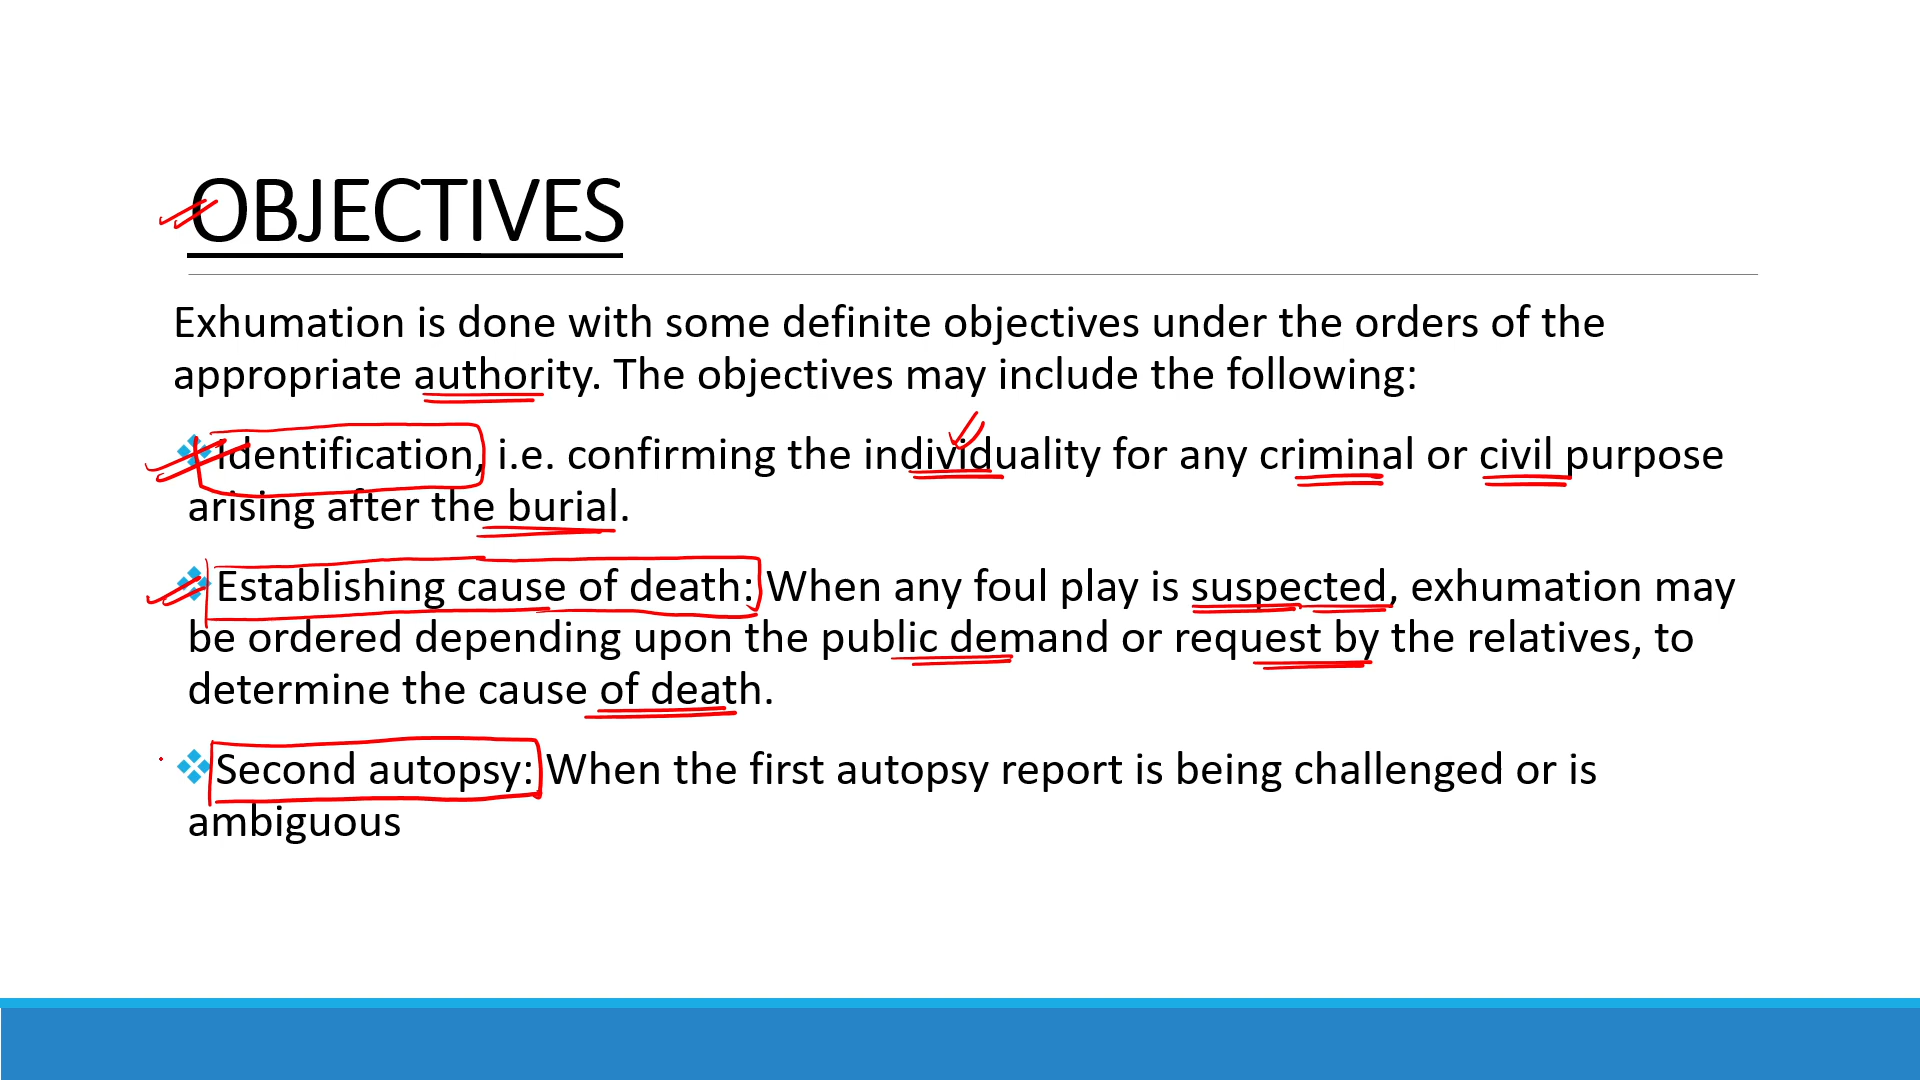 OBJECTIVES
Exhumation is done with some definite objectives under the orders of the
appropriate authority. The objectives may include the following:
Identification, i.e. confirming the individuality for any criminal or civil purpose
arising after the burial.
Establishing cause of death: When any foul play is suspected, exhumation may
be ordered depending upon the public demand or request by the relatives, to
determine the cause of death.
Second autopsy: When the first autopsy report is being challenged or is
ambiguous